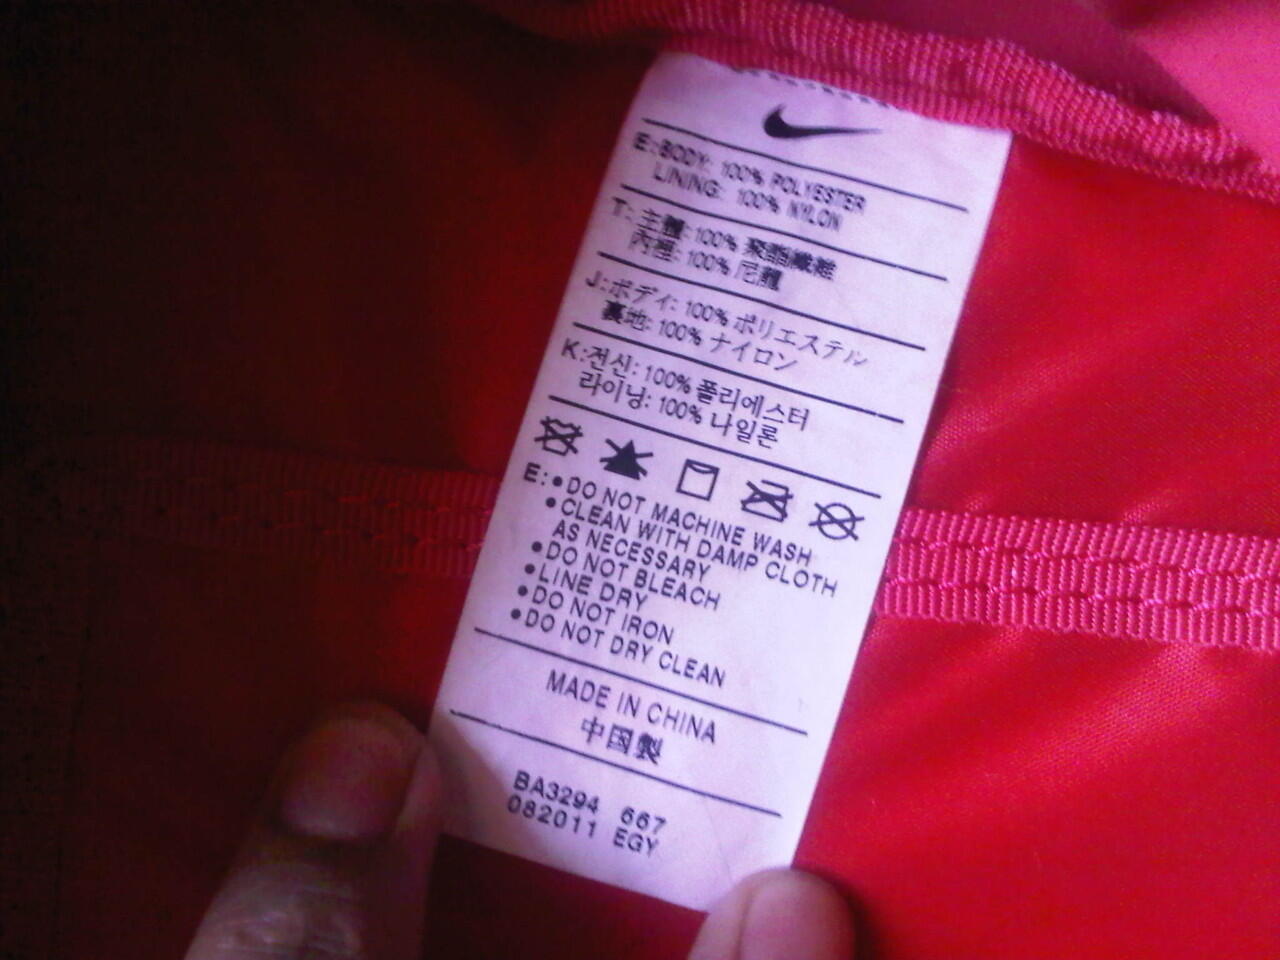 E: BODY: 100% POLYESTER
LINING: 100% NYLON
T: 主體: 100% 聚酯纖維
內裡: 100% 尼龍
J: ボディ: 100% ポリエステル
裏地: 100% ナイロン
K: 전신: 100% 폴리에스터
라이닝: 100% 나일론
E: •DO NOT MACHINE WASH
•CLEAN WITH DAMP CLOTH
AS NECESSARY
•DO NOT BLEACH
•LINE DRY
•DO NOT IRON
•DO NOT DRY CLEAN
MADE IN CHINA
中国製
BA3294 667
082011 EGY